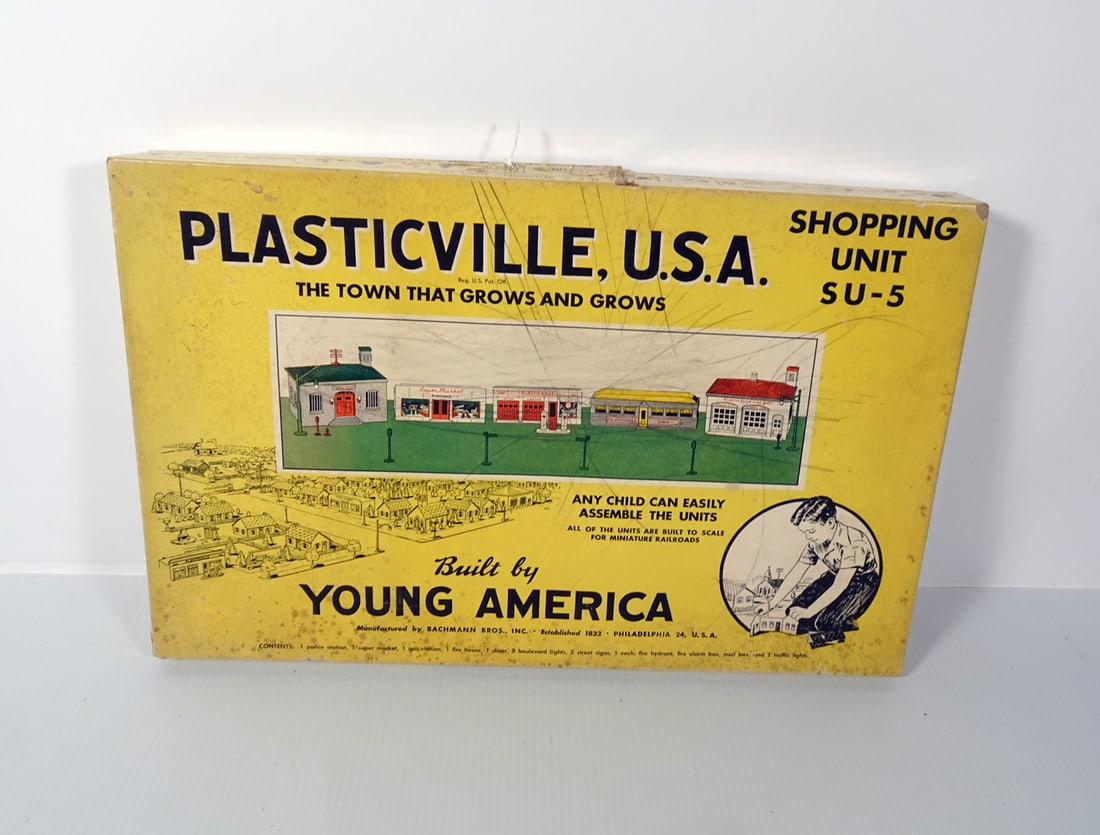 PLASTICVILLE, U.S.A.
Reg. U.S. Pat. Off.
THE TOWN THAT GROWS AND GROWS
SHOPPING
UNIT
SU-5
Super Market
PLASTICVILLE
ANY CHILD CAN EASILY
ASSEMBLE THE UNITS
ALL OF THE UNITS ARE BUILT TO SCALE
FOR MINIATURE RAILROADS
Built by
YOUNG AMERICA
Manufactured by BACHMANN BROS., INC. · Established 1833 · PHILADELPHIA 24, U.S.A.
CONTENTS: 1 police station, 1 super market, 1 gas station, 1 fire house, 1 diner, 2 boulevard lights, 2 street signs, 1 each: fire hydrant, fire alarm box, mail box, and 2 traffic lights.